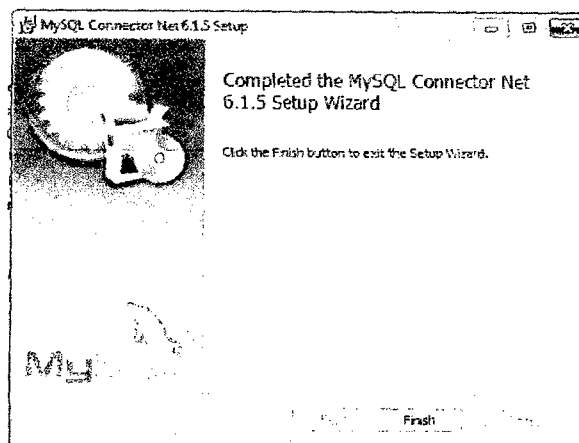 MySQL Connector Net 6.1.5 Setup
Completed the MySQL Connector Net
6.1.5 Setup Wizard
Click the Finish button to exit the Setup Wizard.
My
Finish